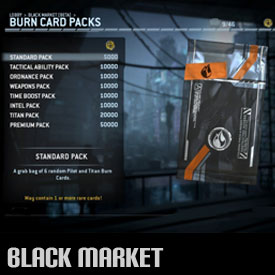 LOBBY > BLACK MARKET (BETA) >
BURN CARD PACKS
STANDARD PACK 5000
TACTICAL ABILITY PACK 10000
ORDNANCE PACK 10000
WEAPONS PACK 10000
TIME BOOST PACK 10000
INTEL PACK 10000
TITAN PACK 20000
PREMIUM PACK 50000
STANDARD PACK
A grab bag of 6 random Pilot and Titan Burn
Cards.
May contain 1 or more rare cards!
BLACK MARKET